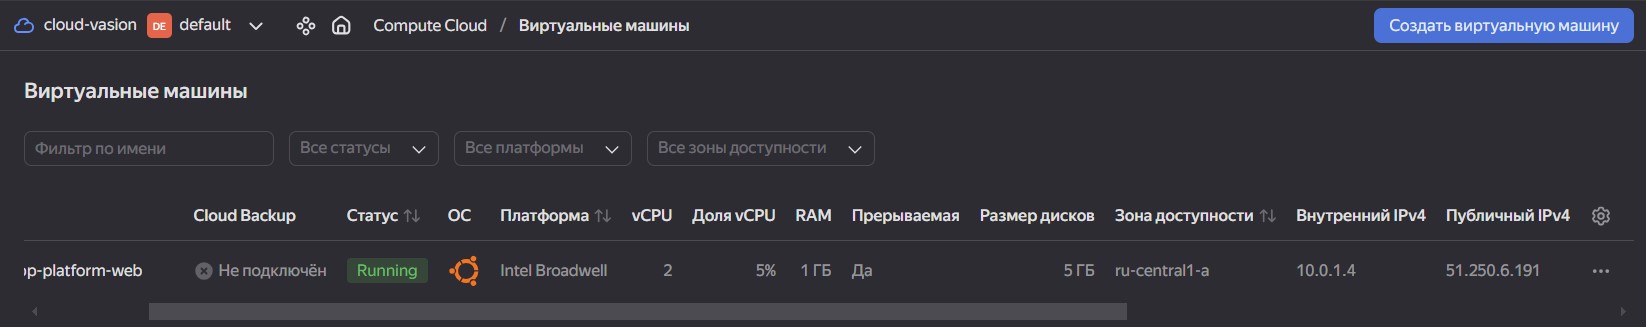 cloud-vasion DE default Compute Cloud / Виртуальные машины Создать виртуальную машину
Виртуальные машины
Фильтр по имени Все статусы Все платформы Все зоны доступности
Cloud Backup Статус ОС Платформа vCPU Доля vCPU RAM Прерываемая Размер дисков Зона доступности Внутренний IPv4 Публичный IPv4
op-platform-web Не подключён Running Intel Broadwell 2 5% 1 ГБ Да 5 ГБ ru-central1-a 10.0.1.4 51.250.6.191